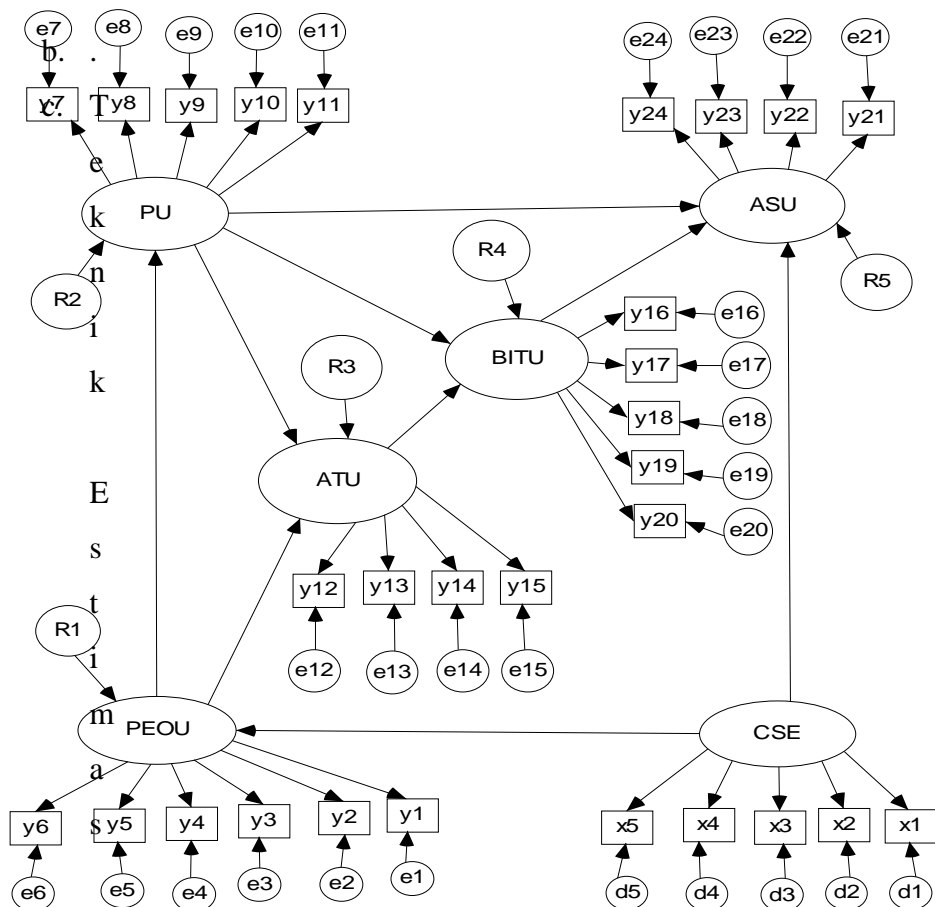 e7 e8 e9 e10 e11 e24 e23 e22 e21
b. .
c. T
y7 y8 y9 y10 y11 y24 y23 y22 y21
e
k
n
i
k
E
s
t
i
m
a
s
PU ASU
R2 R4 R5
y16 e16
BITU
y17 e17
R3
y18 e18
y19 e19
ATU
y20 e20
y12 y13 y14 y15
R1
e12 e13 e14 e15
PEOU CSE
y6 y5 y4 y3 y2 y1 x5 x4 x3 x2 x1
e6 e5 e4 e3 e2 e1 d5 d4 d3 d2 d1